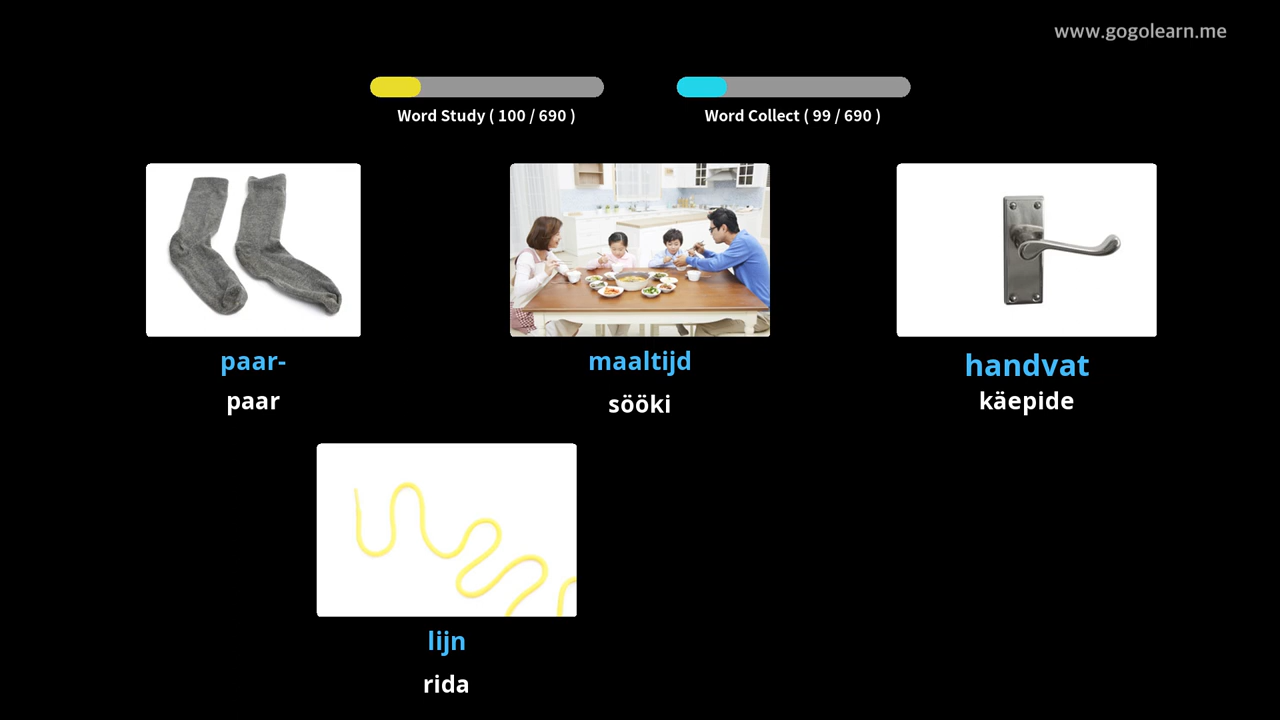 www.gogolearn.me
Word Study ( 100 / 690 )
Word Collect ( 99 / 690 )
paar-
paar
maaltijd
sööki
handvat
käepide
lijn
rida